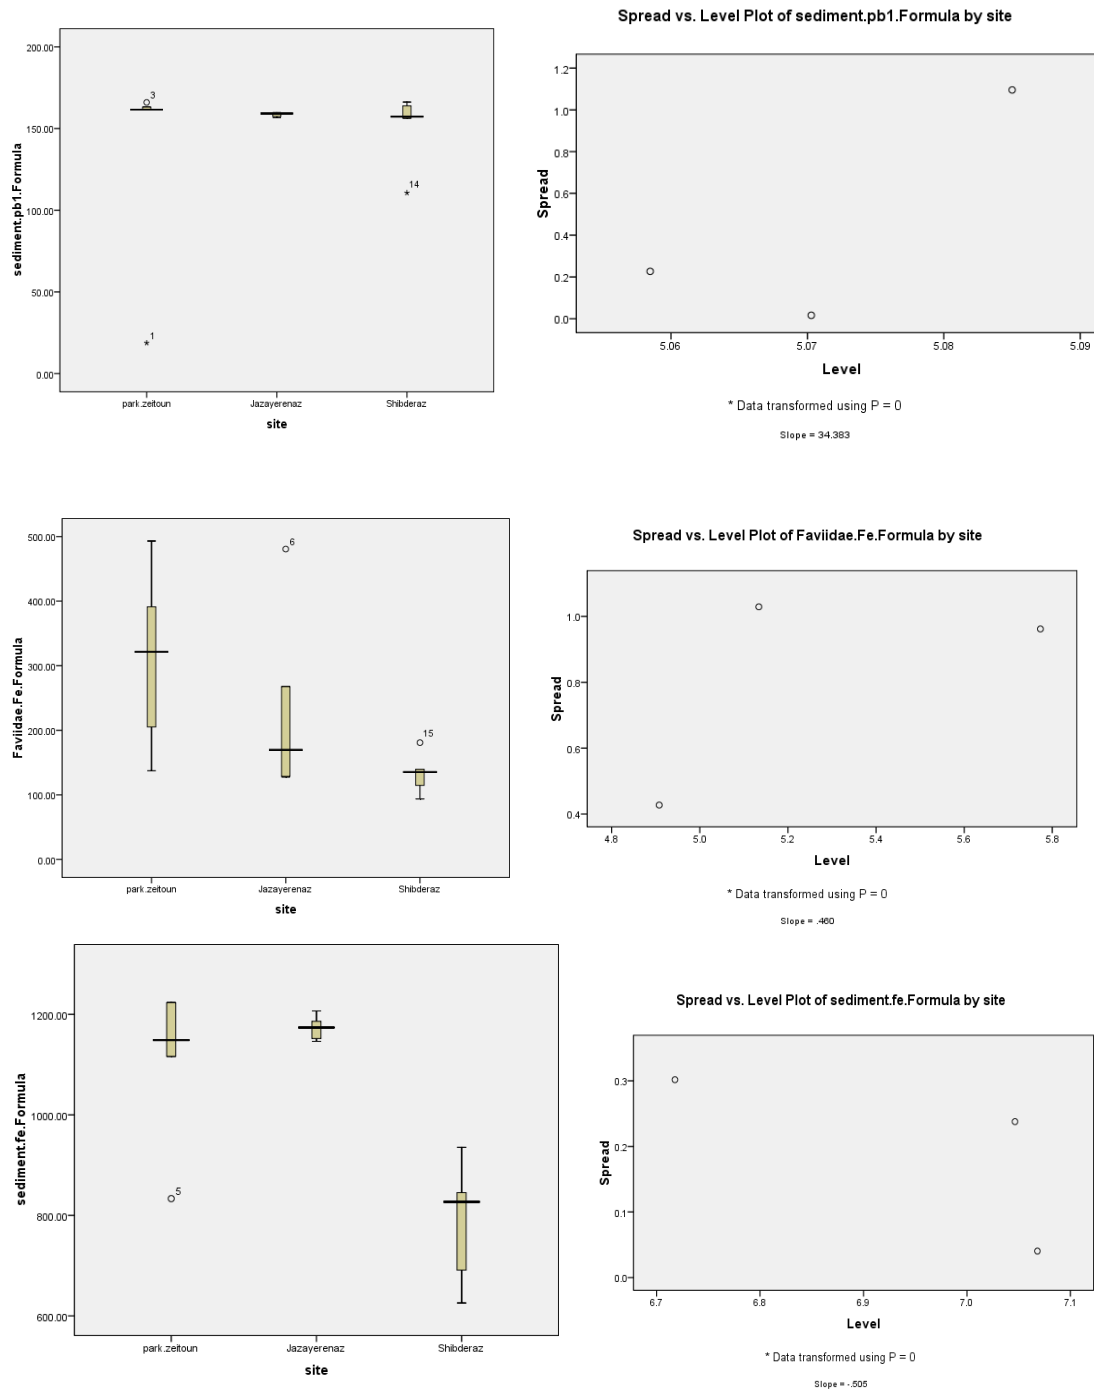 Spread vs. Level Plot of sediment.pb1.Formula by site
sediment.pb1.Formula
200.00
150.00
100.00
50.00
0.00
3
1
14
park.zeitoun
Jazayerenaz
Shibderaz
site
Spread
1.2
1.0
0.8
0.6
0.4
0.2
0.0
5.06
5.07
5.08
5.09
Level
* Data transformed using P = 0
Slope = 34.383
Faviidae.Fe.Formula
500.00
400.00
300.00
200.00
100.00
0.00
6
15
park.zeitoun
Jazayerenaz
Shibderaz
site
Spread vs. Level Plot of Faviidae.Fe.Formula by site
Spread
1.0
0.8
0.6
0.4
4.8
5.0
5.2
5.4
5.6
5.8
Level
* Data transformed using P = 0
Slope = .460
sediment.fe.Formula
1200.00
1000.00
800.00
600.00
5
park.zeitoun
Jazayerenaz
Shibderaz
site
Spread vs. Level Plot of sediment.fe.Formula by site
Spread
0.3
0.2
0.1
0.0
6.7
6.8
6.9
7.0
7.1
Level
* Data transformed using P = 0
Slope = -.505